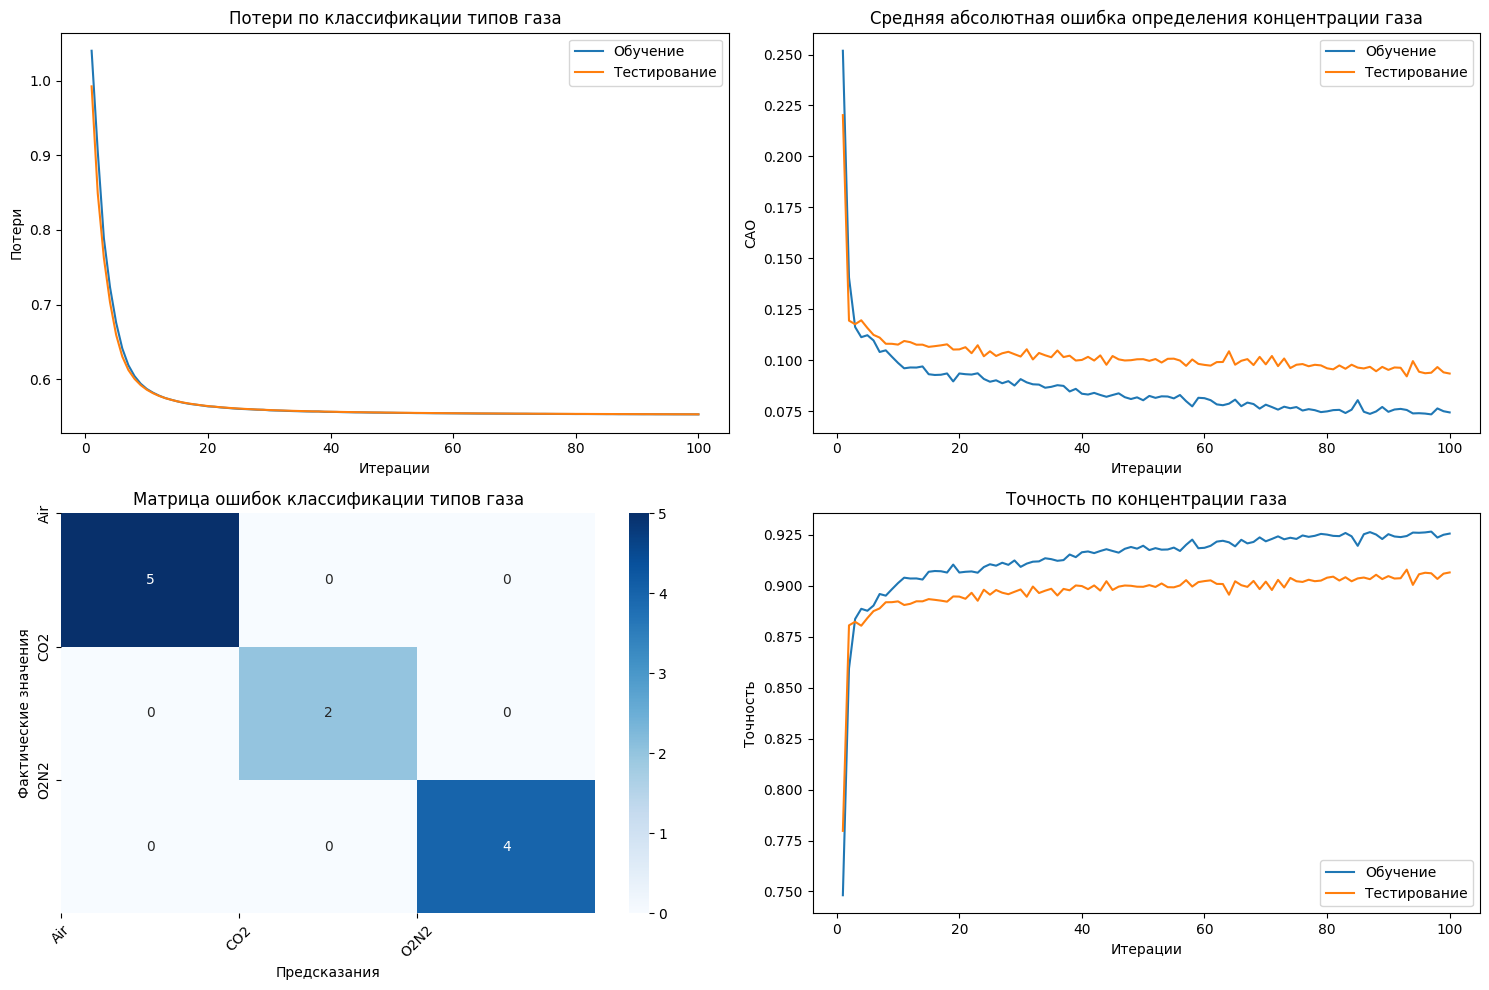 Потери по классификации типов газа
Обучение
Тестирование
1.0
0.9
0.8
0.7
0.6
Потери
0 20 40 60 80 100
Итерации
Средняя абсолютная ошибка определения концентрации газа
Обучение
Тестирование
0.250
0.225
0.200
0.175
0.150
0.125
0.100
0.075
САО
0 20 40 60 80 100
Итерации
Матрица ошибок классификации типов газа
Air
CO2
O2N2
Фактические значения
5 0 0
0 2 0
0 0 4
Air CO2 O2N2
Предсказания
5
4
3
2
1
0
Точность по концентрации газа
0.925
0.900
0.875
0.850
0.825
0.800
0.775
0.750
Точность
Обучение
Тестирование
0 20 40 60 80 100
Итерации